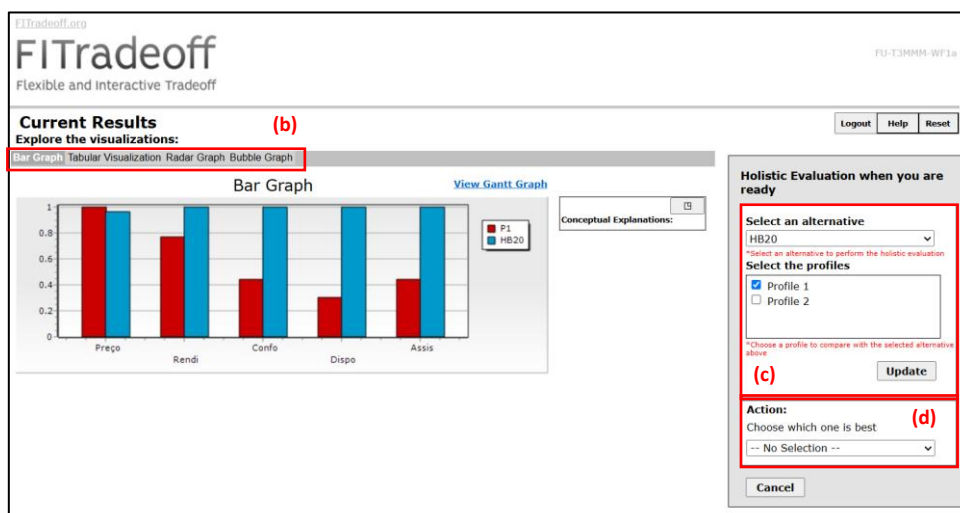 FITradeoff.org
FITradeoff
Flexible and Interactive Tradeoff
FU-T3MMM-WF1a
Current Results
(b)
Explore the visualizations:
Logout Help Reset
Bar Graph Tabular Visualization Radar Graph Bubble Graph
Bar Graph
View Gantt Graph
1
0.8
0.6
0.4
0.2
0
Preço
Rendi
Confo
Dispo
Assis
P1
HB20
Conceptual Explanations:
Holistic Evaluation when you are
ready
Select an alternative
HB20
*Select an alternative to perform the holistic evaluation
Select the profiles
Profile 1
Profile 2
*Choose a profile to compare with the selected alternative
above
(c)
Update
Action:
(d)
Choose which one is best
-- No Selection --
Cancel